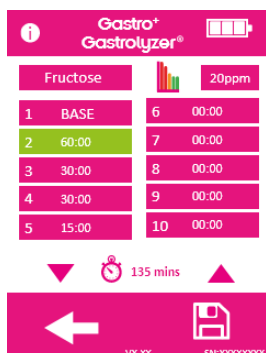 i
Gastro+
Gastrolyzer®
Fructose
20ppm
1 BASE
2 60:00
3 30:00
4 30:00
5 15:00
6 00:00
7 00:00
8 00:00
9 00:00
10 00:00
135 mins